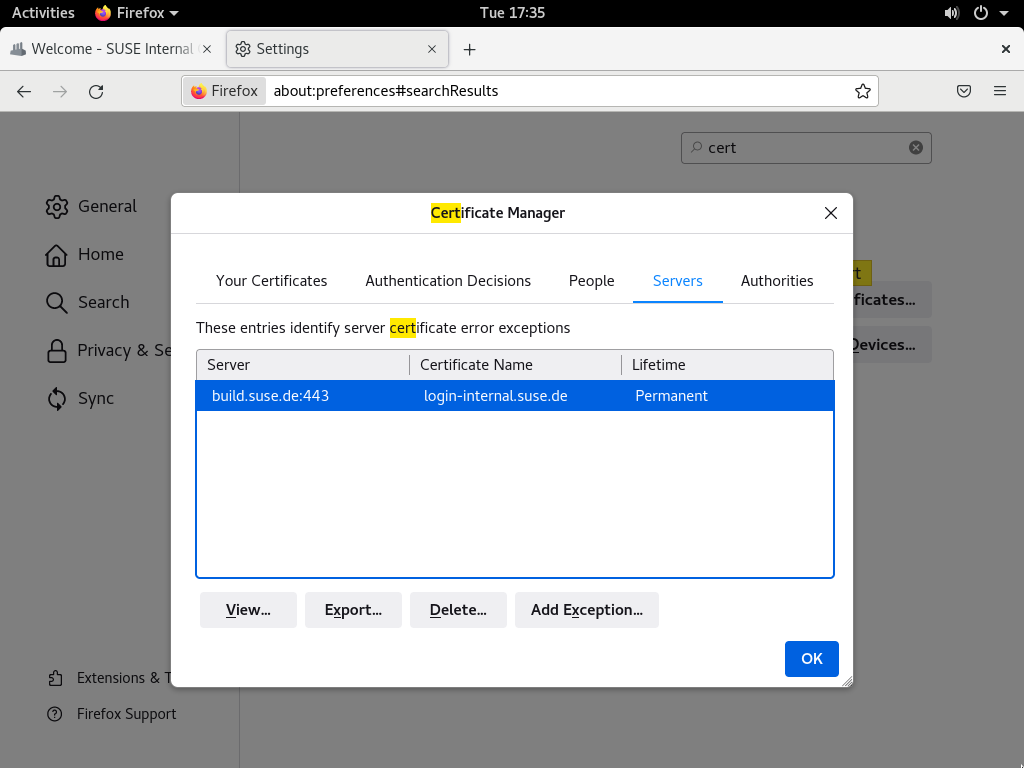 Activities Firefox Tue 17:35
Welcome - SUSE Internal Settings
Firefox about:preferences#searchResults
cert
General
Home
Search
Privacy & Se
Sync
Extensions & T
Firefox Support
rt
ificates...
Devices...
Certificate Manager
Your Certificates Authentication Decisions People Servers Authorities
These entries identify server certificate error exceptions
Server Certificate Name Lifetime
build.suse.de:443 login-internal.suse.de Permanent
View... Export... Delete... Add Exception...
OK